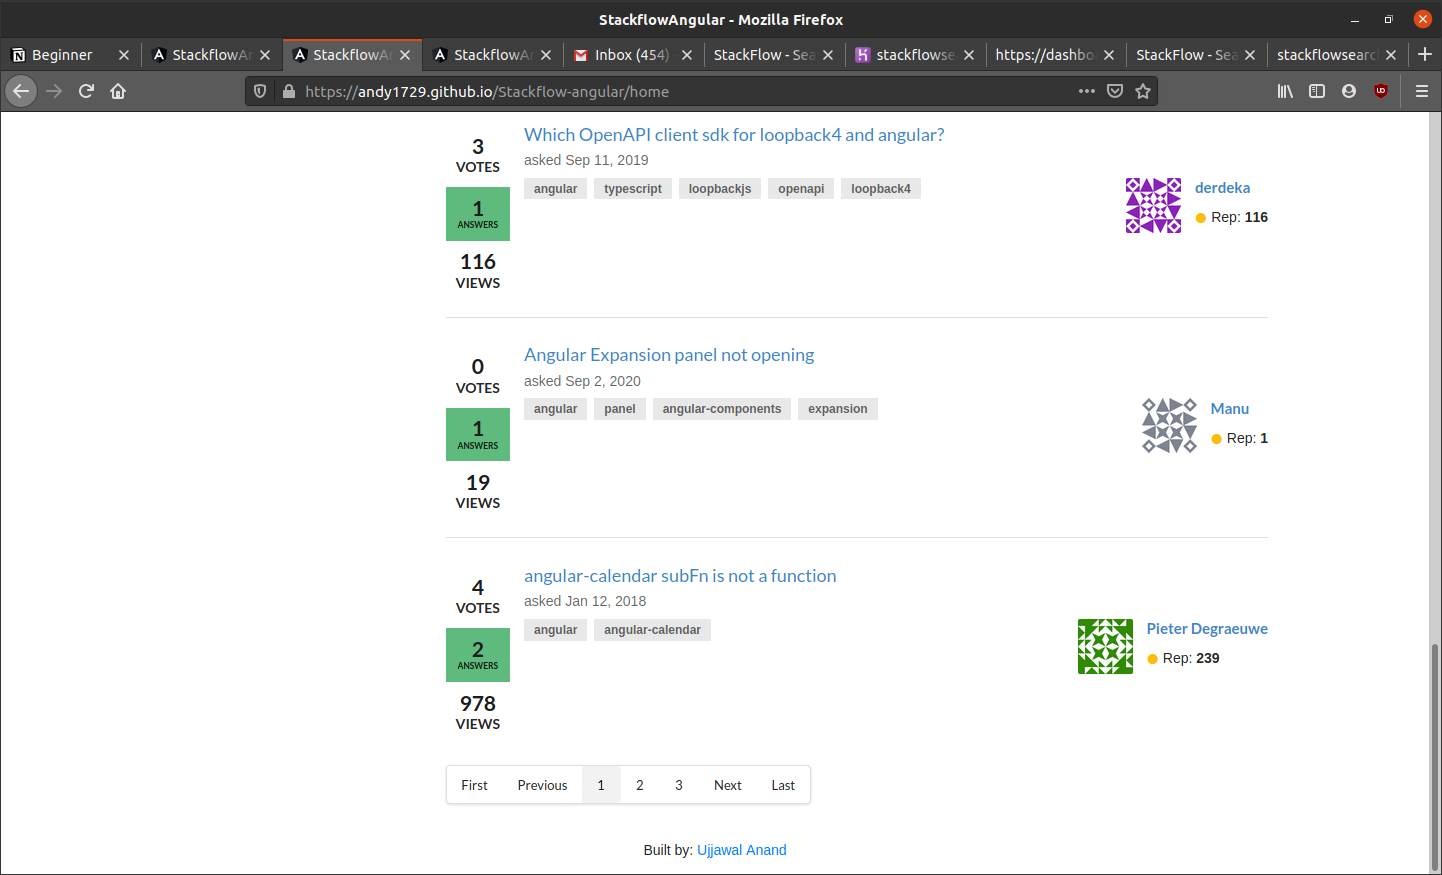 StackflowAngular - Mozilla Firefox
Beginner
StackflowAn
StackflowAn
StackflowAn
Inbox (454)
StackFlow - Sea
stackflowse
https://dashbo
StackFlow - Sea
stackflowsearc
https://andy1729.github.io/Stackflow-angular/home
3
VOTES
1
ANSWERS
116
VIEWS
Which OpenAPI client sdk for loopback4 and angular?
asked Sep 11, 2019
angular typescript loopbackjs openapi loopback4
derdeka
Rep: 116
0
VOTES
1
ANSWERS
19
VIEWS
Angular Expansion panel not opening
asked Sep 2, 2020
angular panel angular-components expansion
Manu
Rep: 1
4
VOTES
2
ANSWERS
978
VIEWS
angular-calendar subFn is not a function
asked Jan 12, 2018
angular angular-calendar
Pieter Degraeuwe
Rep: 239
First Previous 1 2 3 Next Last
Built by: Ujjawal Anand